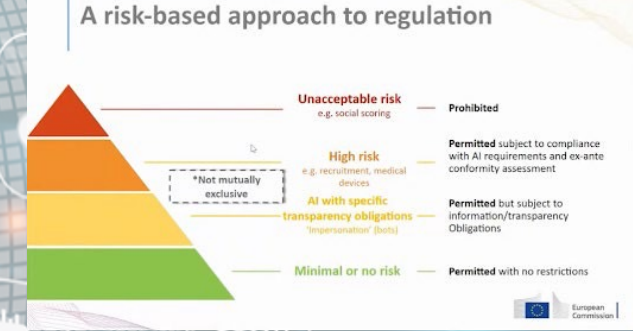 A risk-based approach to regulation
Unacceptable risk
e.g. social scoring
Prohibited
High risk
e.g. recruitment, medical
devices
Permitted subject to compliance
with AI requirements and ex-ante
conformity assessment
*Not mutually
exclusive
AI with specific
transparency obligations
'Impersonation' (bots)
Permitted but subject to
information/transparency
Obligations
Minimal or no risk
Permitted with no restrictions
European
Commission